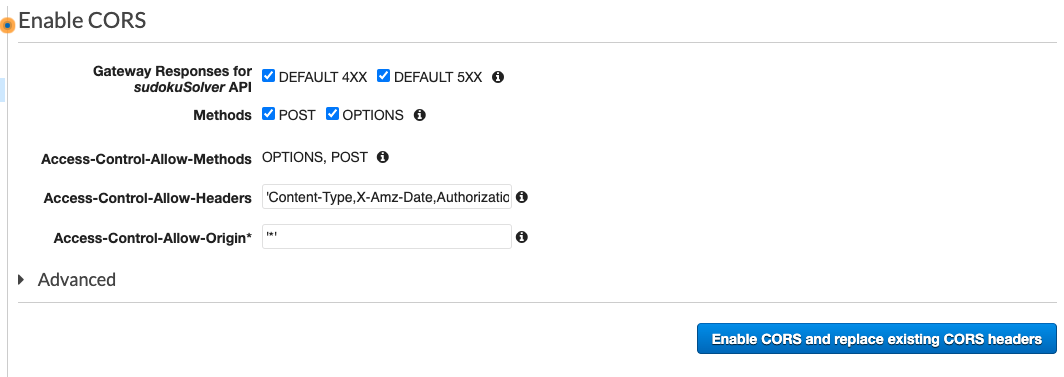 Enable CORS
Gateway Responses for DEFAULT 4XX DEFAULT 5XX
sudokuSolver API
Methods POST OPTIONS
Access-Control-Allow-Methods OPTIONS, POST
Access-Control-Allow-Headers 'Content-Type,X-Amz-Date,Authorizatio
Access-Control-Allow-Origin* '*'
Advanced
Enable CORS and replace existing CORS headers